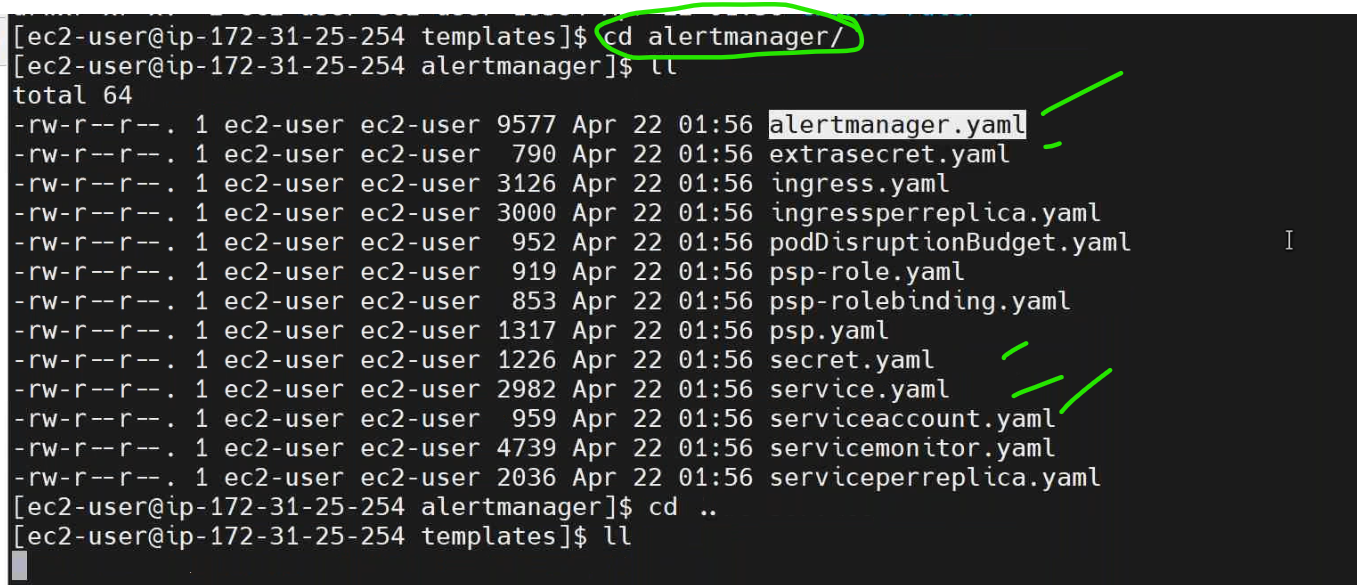 [ec2-user@ip-172-31-25-254 templates]$ cd alertmanager/
[ec2-user@ip-172-31-25-254 alertmanager]$ ll
total 64
-rw-r--r--. 1 ec2-user ec2-user 9577 Apr 22 01:56 alertmanager.yaml
-rw-r--r--. 1 ec2-user ec2-user  790 Apr 22 01:56 extrasecret.yaml
-rw-r--r--. 1 ec2-user ec2-user 3126 Apr 22 01:56 ingress.yaml
-rw-r--r--. 1 ec2-user ec2-user 3000 Apr 22 01:56 ingressperreplica.yaml
-rw-r--r--. 1 ec2-user ec2-user  952 Apr 22 01:56 podDisruptionBudget.yaml
-rw-r--r--. 1 ec2-user ec2-user  919 Apr 22 01:56 psp-role.yaml
-rw-r--r--. 1 ec2-user ec2-user  853 Apr 22 01:56 psp-rolebinding.yaml
-rw-r--r--. 1 ec2-user ec2-user 1317 Apr 22 01:56 psp.yaml
-rw-r--r--. 1 ec2-user ec2-user 1226 Apr 22 01:56 secret.yaml
-rw-r--r--. 1 ec2-user ec2-user 2982 Apr 22 01:56 service.yaml
-rw-r--r--. 1 ec2-user ec2-user  959 Apr 22 01:56 serviceaccount.yaml
-rw-r--r--. 1 ec2-user ec2-user 4739 Apr 22 01:56 servicemonitor.yaml
-rw-r--r--. 1 ec2-user ec2-user 2036 Apr 22 01:56 serviceperreplica.yaml
[ec2-user@ip-172-31-25-254 alertmanager]$ cd ..
[ec2-user@ip-172-31-25-254 templates]$ ll